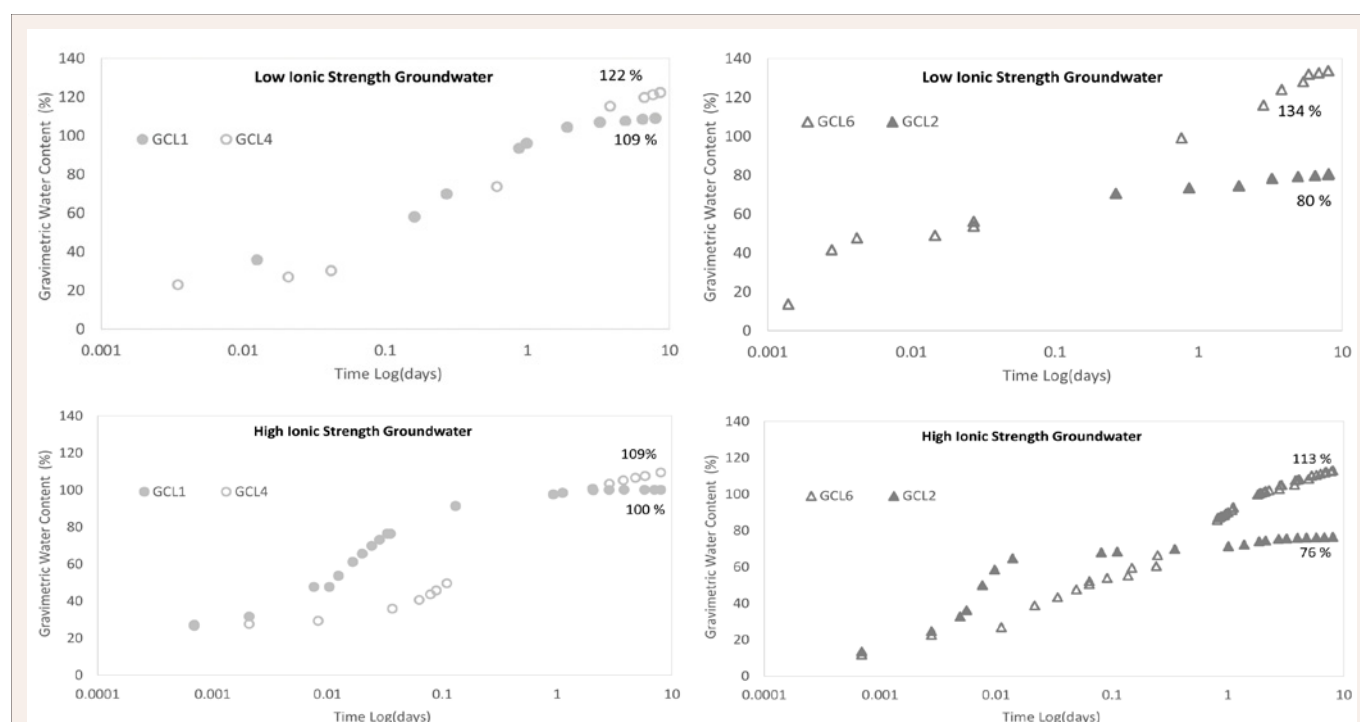 Low Ionic Strength Groundwater
Gravimetric Water Content (%)
140
120
100
80
60
40
20
0
GCL1 GCL4
122 %
109 %
0.001 0.01 0.1 1 10
Time Log(days)
Low Ionic Strength Groundwater
Gravimetric Water Content (%)
140
120
100
80
60
40
20
0
GCL6 GCL2
134 %
80 %
0.001 0.01 0.1 1 10
Time Log(days)
High Ionic Strength Groundwater
Gravimetric Water Content (%)
140
120
100
80
60
40
20
0
GCL1 GCL4
109%
100 %
0.0001 0.001 0.01 0.1 1 10
Time Log(days)
High Ionic Strength Groundwater
Gravimetric Water Content (%)
140
120
100
80
60
40
20
0
GCL6 GCL2
113 %
76 %
0.0001 0.001 0.01 0.1 1 10
Time Log(days)